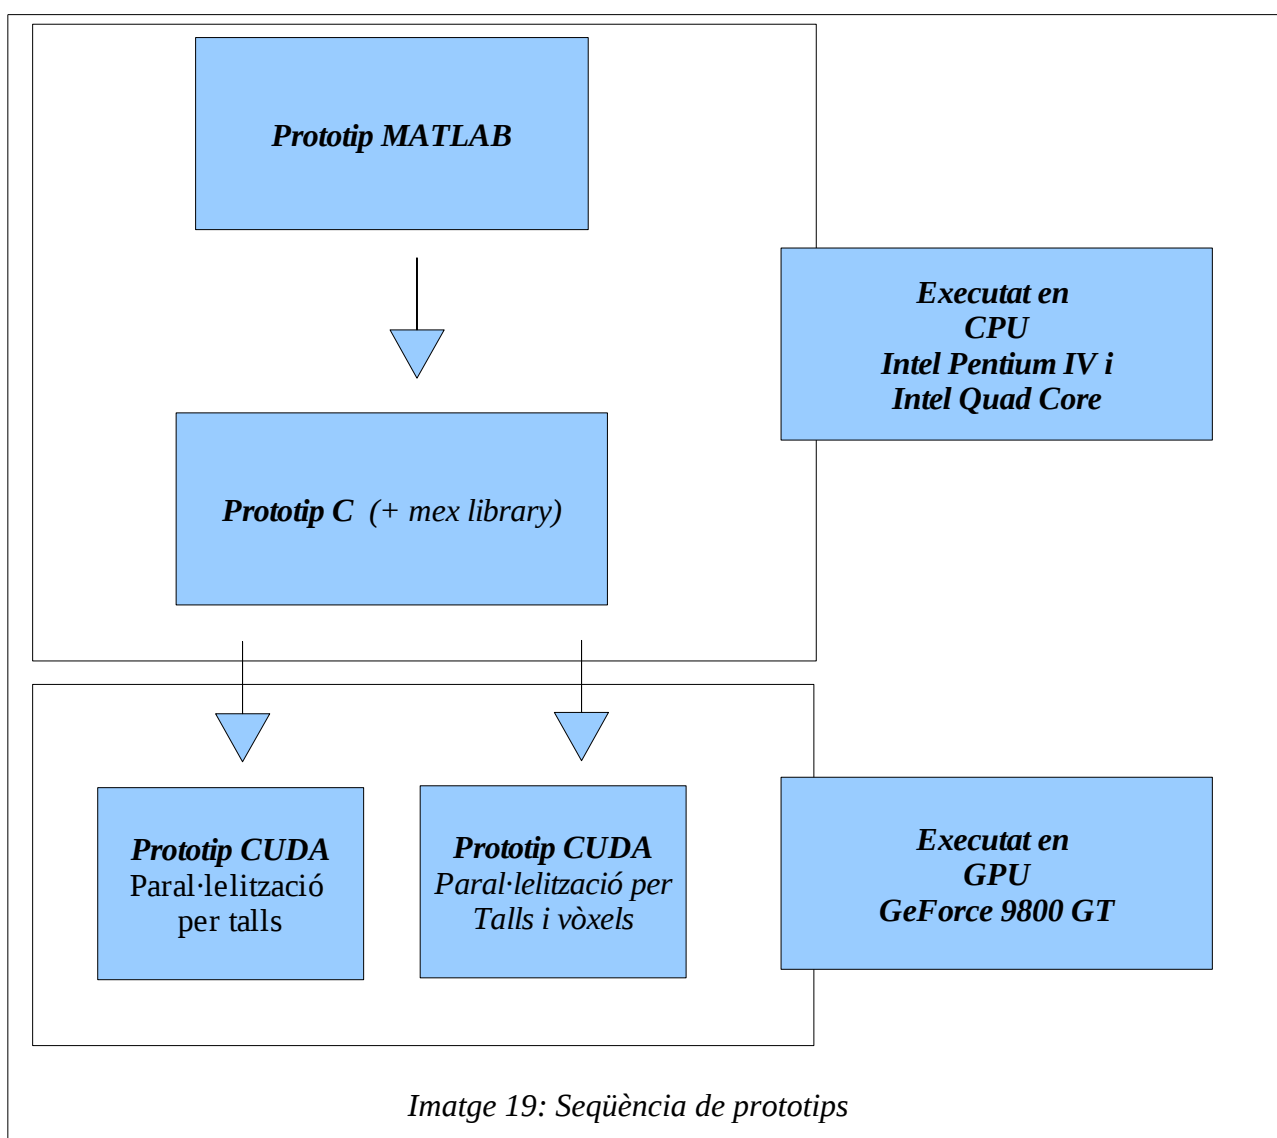 Prototip MATLAB
Executat en
CPU
Intel Pentium IV i
Intel Quad Core
Prototip C (+ mex library)
Prototip CUDA
Paral·lelització
per talls
Prototip CUDA
Paral·lelització per
Talls i vòxels
Executat en
GPU
GeForce 9800 GT
Imatge 19: Seqüència de prototips